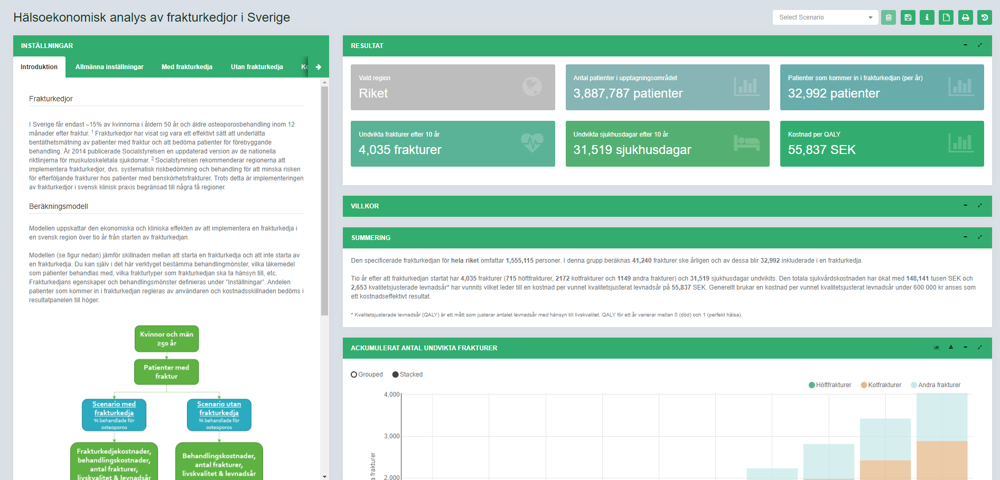 Hälsoekonomisk analys av frakturkedjor i Sverige
Select Scenario
INSTÄLLNINGAR
Introduktion
Allmänna inställningar
Med frakturkedja
Utan frakturkedja
Frakturkedjor
I Sverige får endast ~15% av kvinnorna i åldern 50 år och äldre osteoporosbehandling inom 12
månader efter fraktur. 1 Frakturkedjor har visat sig vara ett effektivt sätt att underlätta
bentäthetsmätning av patienter med fraktur och att bedöma patienter för förebyggande
behandling. År 2014 publicerade Socialstyrelsen en uppdaterad version av de nationella
riktlinjerna för muskuloskeletala sjukdomar. 2 Socialstyrelsen rekommenderar regionerna att
implementera frakturkedjor, dvs. systematisk riskbedömning och behandling för att minska risken
för efterföljande frakturer hos patienter med benskörhetsfrakturer. Trots detta är implementeringen
av frakturkedjor i svensk klinisk praxis begränsad till några få regioner.
Beräkningsmodell
Modellen uppskattar den ekonomiska och kliniska effekten av att implementera en frakturkedja i
en svensk region över tio år från starten av frakturkedjan.
Modellen (se figur nedan) jämför skillnaden mellan att starta en frakturkedja och att inte starta av
en frakturkedja. Du kan själv i det här verktyget bestämma behandlingmönster, vilka läkemedel
som patienter behandlas med, vilka frakturtyper som frakturkedjan ska ta hänsyn till, etc.
Frakturkedjans egenskaper och behandlingsmönster definieras under "Inställningar". Andelen
patienter som kommer in i frakturkedjan regleras av användaren och kostnadsskillnaden bedöms i
resultatpanelen till höger.
Kvinnor och män
≥50 år
Patienter med
fraktur
Scenario med
frakturkedja
% behandlade för
osteoporos
Scenario utan
frakturkedja
% behandlade för
osteoporos
Frakturkedjekostnader,
behandlingskostnader,
antal frakturer,
livskvalitet & levnadsår
Behandlingskostnader,
antal frakturer,
livskvalitet & levnadsår
RESULTAT
Vald region
Riket
Antal patienter i upptagningsområdet
3,887,787 patienter
Patienter som kommer in i frakturkedjan (per år)
32,992 patienter
Undvikta frakturer efter 10 år
4,035 frakturer
Undvikta sjukhusdagar efter 10 år
31,519 sjukhusdagar
Kostnad per QALY
55,837 SEK
VILLKOR
SUMMERING
Den specificerade frakturkedjan för hela riket omfattar 1,555,115 personer. I denna grupp beräknas 41,240 frakturer ske årligen och av dessa blir 32,992 inkluderade i en frakturkedja.
Tio år efter att frakturkedjan startat har 4,035 frakturer (715 höftfrakturer, 2172 kotfrakturer och 1149 andra frakturer) och 31,519 sjukhusdagar undvikits. Den totala sjukvårdskostnaden har ökat med 148,141 tusen SEK och
2,653 kvalitetsjusterade levnadsår* har vunnits vilket leder till en kostnad per vunnet kvalitetsjusterat levnadsår på 55,837 SEK. Generellt brukar en kostnad per vunnet kvalitetsjusterat levnadsår under 600 000 kr anses som
ett kostnadseffektivt resultat.
* Kvalitetsjusterade levnadsår (QALY) är ett mått som justerar antalet levnadsår med hänsyn till livskvalitet. QALY för ett år varierar mellan 0 (död) och 1 (perfekt hälsa).
ACKUMULERAT ANTAL UNDVIKTA FRAKTURER
Grouped
Stacked
Höftfrakturer
Kotfrakturer
Andra frakturer
4,000
3,000
2,000
a frakturer